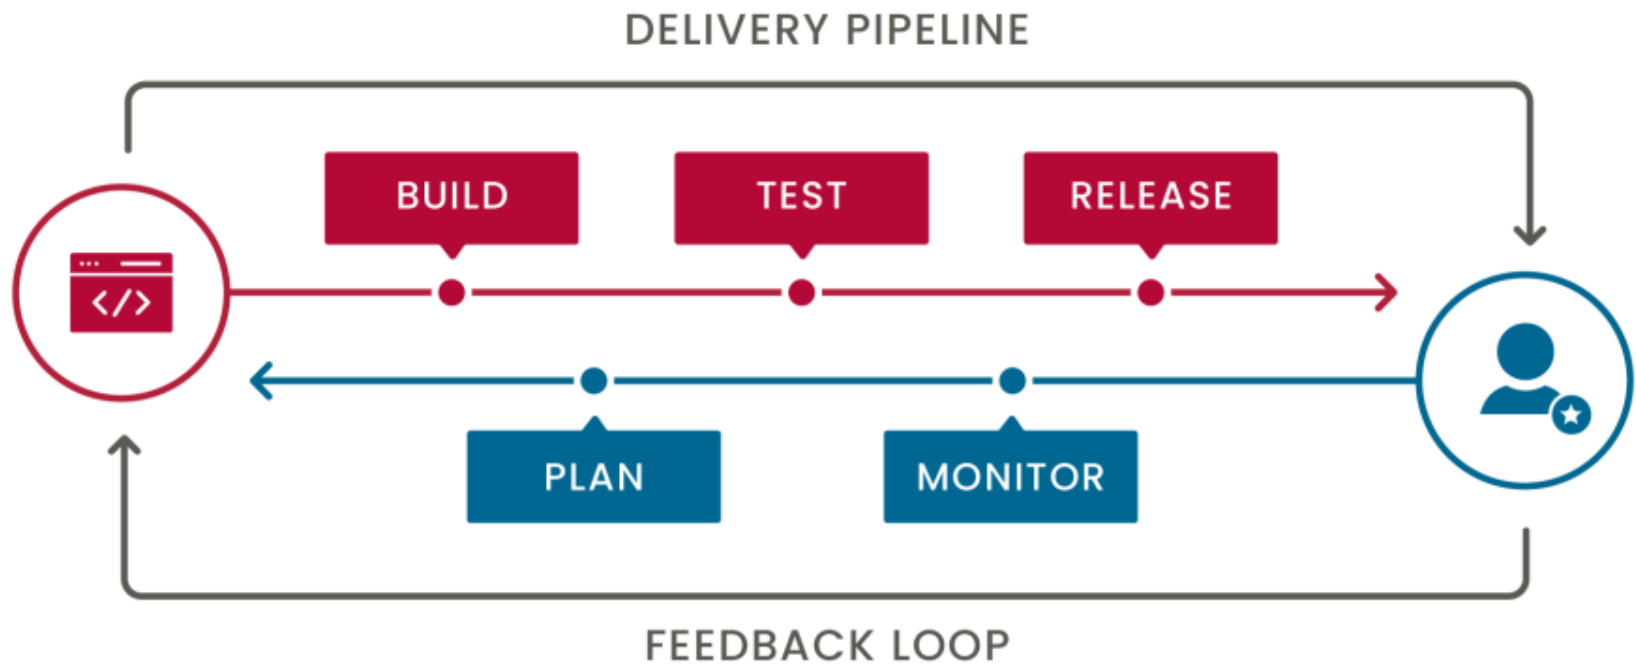 DELIVERY PIPELINE
BUILD
TEST
RELEASE
</>
PLAN
MONITOR
FEEDBACK LOOP